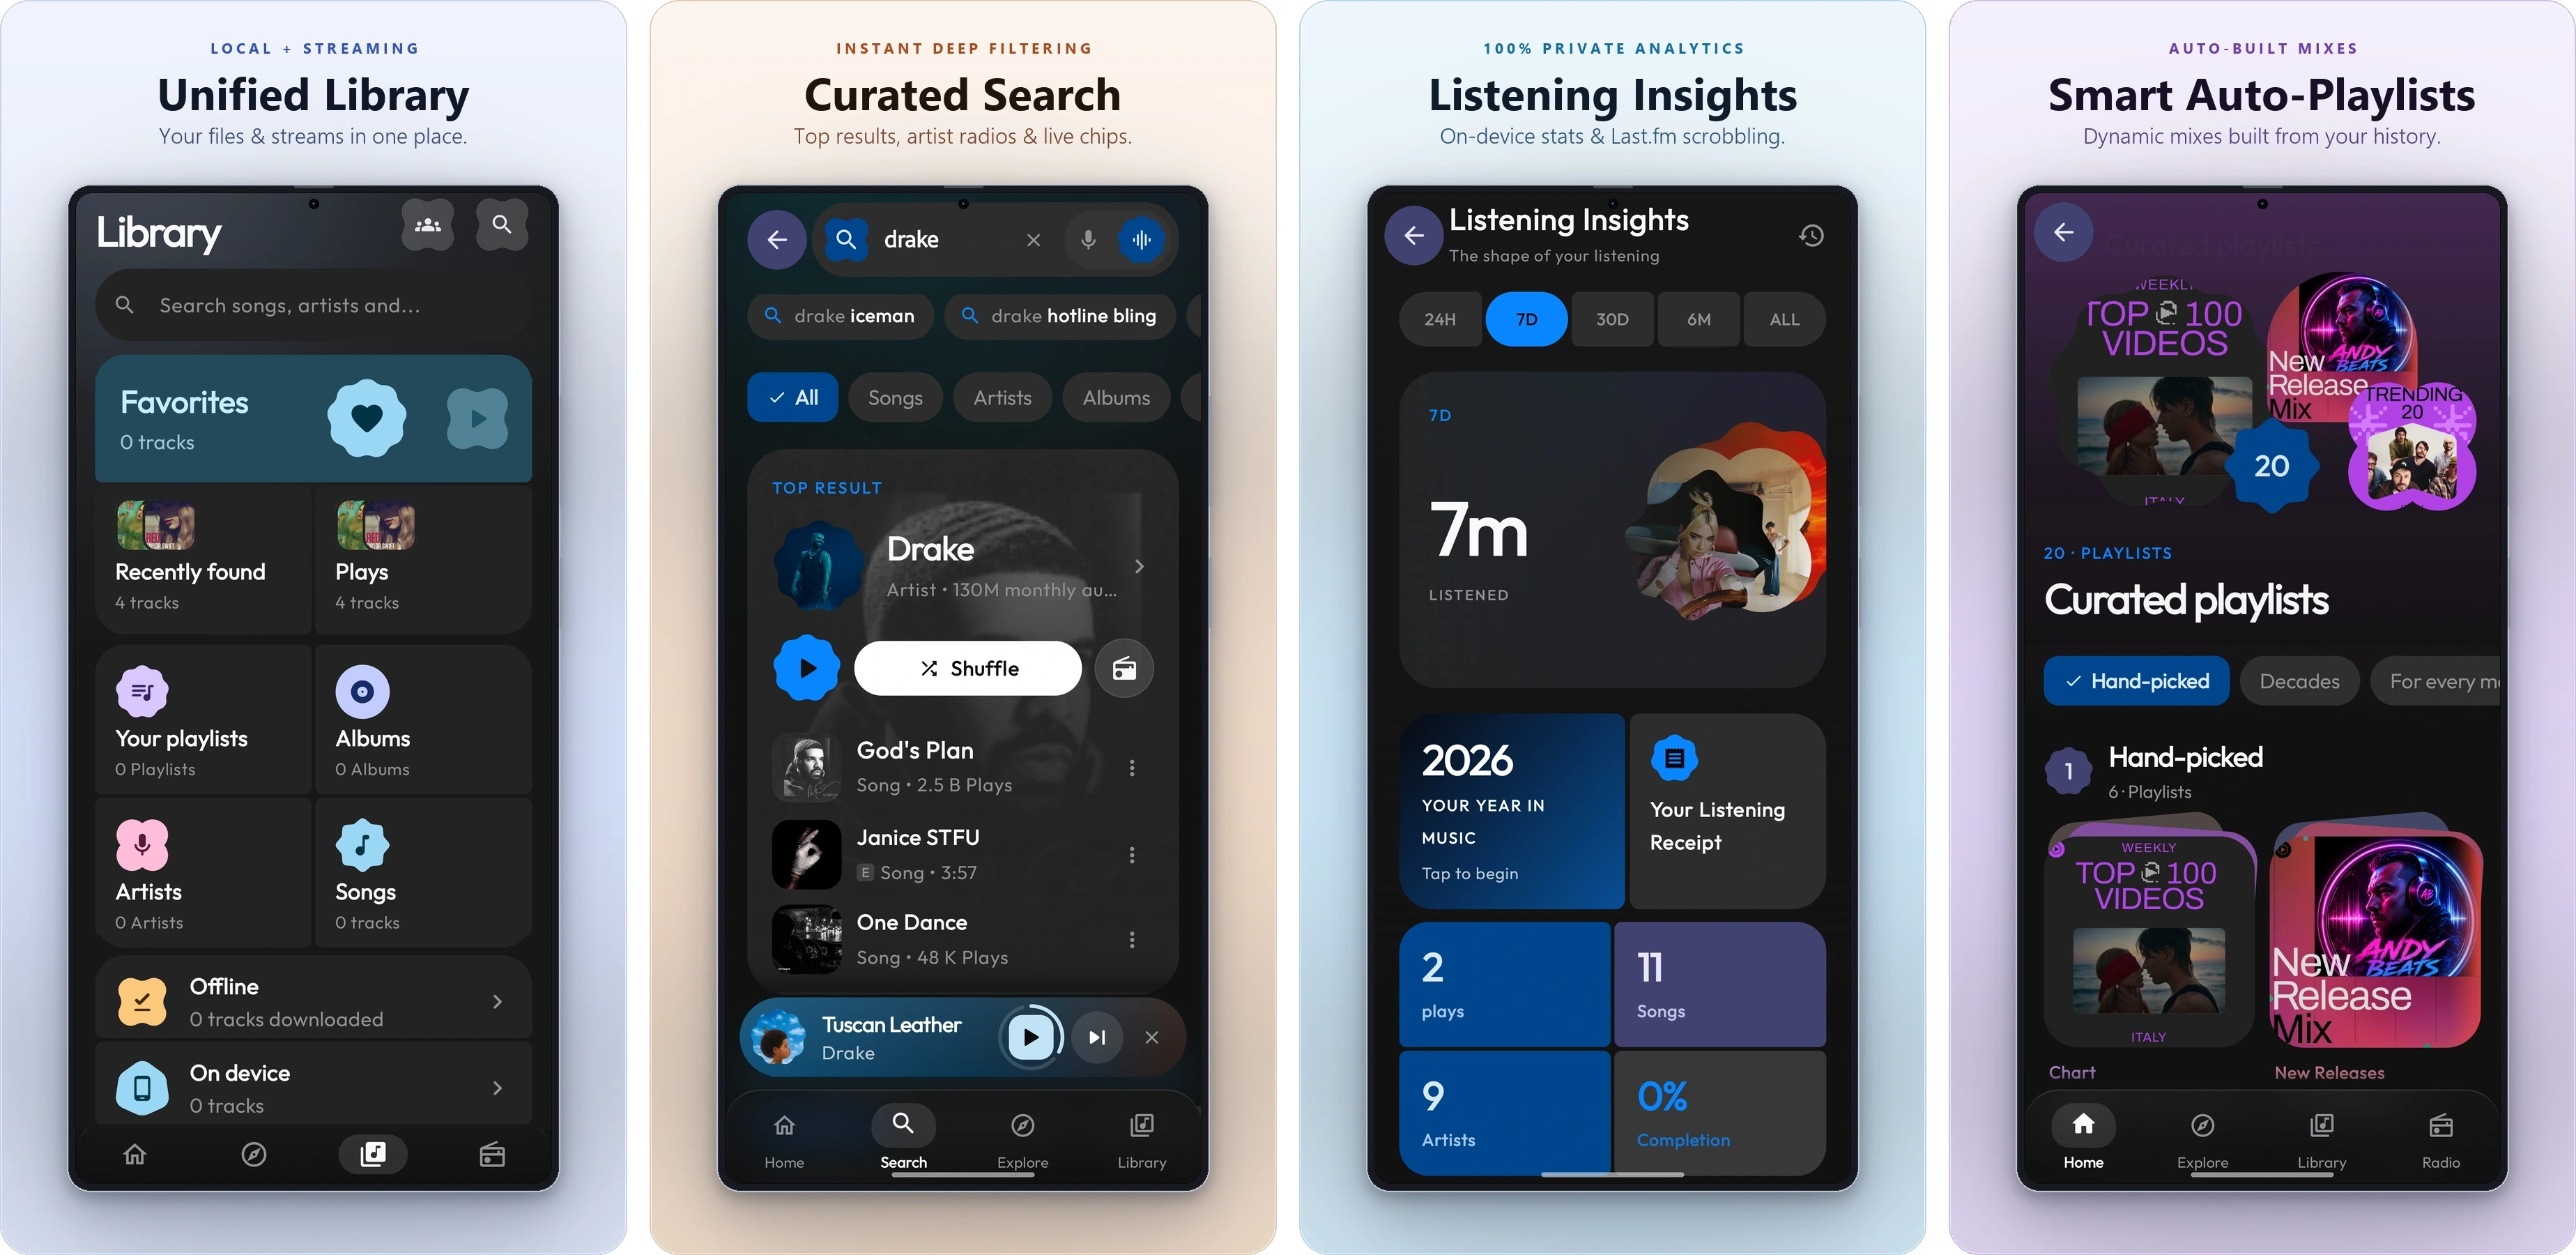 LOCAL + STREAMING
Unified Library
Your files & streams in one place.
Library
Search songs, artists and...
Favorites
0 tracks
Recently found
4 tracks
Plays
4 tracks
Your playlists
0 Playlists
Albums
0 Albums
Artists
0 Artists
Songs
0 tracks
Offline
0 tracks downloaded
On device
0 tracks
INSTANT DEEP FILTERING
Curated Search
Top results, artist radios & live chips.
drake
drake iceman
drake hotline bling
All
Songs
Artists
Albums
TOP RESULT
Drake
Artist • 130M monthly au...
Shuffle
God's Plan
Song • 2.5 B Plays
Janice STFU
E Song • 3:57
One Dance
Song • 48 K Plays
Tuscan Leather
Drake
Home
Search
Explore
Library
100% PRIVATE ANALYTICS
Listening Insights
On-device stats & Last.fm scrobbling.
Listening Insights
The shape of your listening
24H
7D
30D
6M
ALL
7D
7m
LISTENED
2026
YOUR YEAR IN
MUSIC
Tap to begin
Your Listening
Receipt
2
plays
11
Songs
9
Artists
0%
Completion
AUTO-BUILT MIXES
Smart Auto-Playlists
Dynamic mixes built from your history.
Curated playlists
WEEKLY
TOP 100
VIDEOS
ITALY
ANDY
BEATS
New
Release
Mix
TRENDING
20
20
20 · PLAYLISTS
Curated playlists
Hand-picked
Decades
For every m
1
Hand-picked
6 · Playlists
WEEKLY
TOP 100
VIDEOS
ITALY
AB
ANDY
BEATS
New
Release
Mix
Chart
New Releases
Home
Explore
Library
Radio